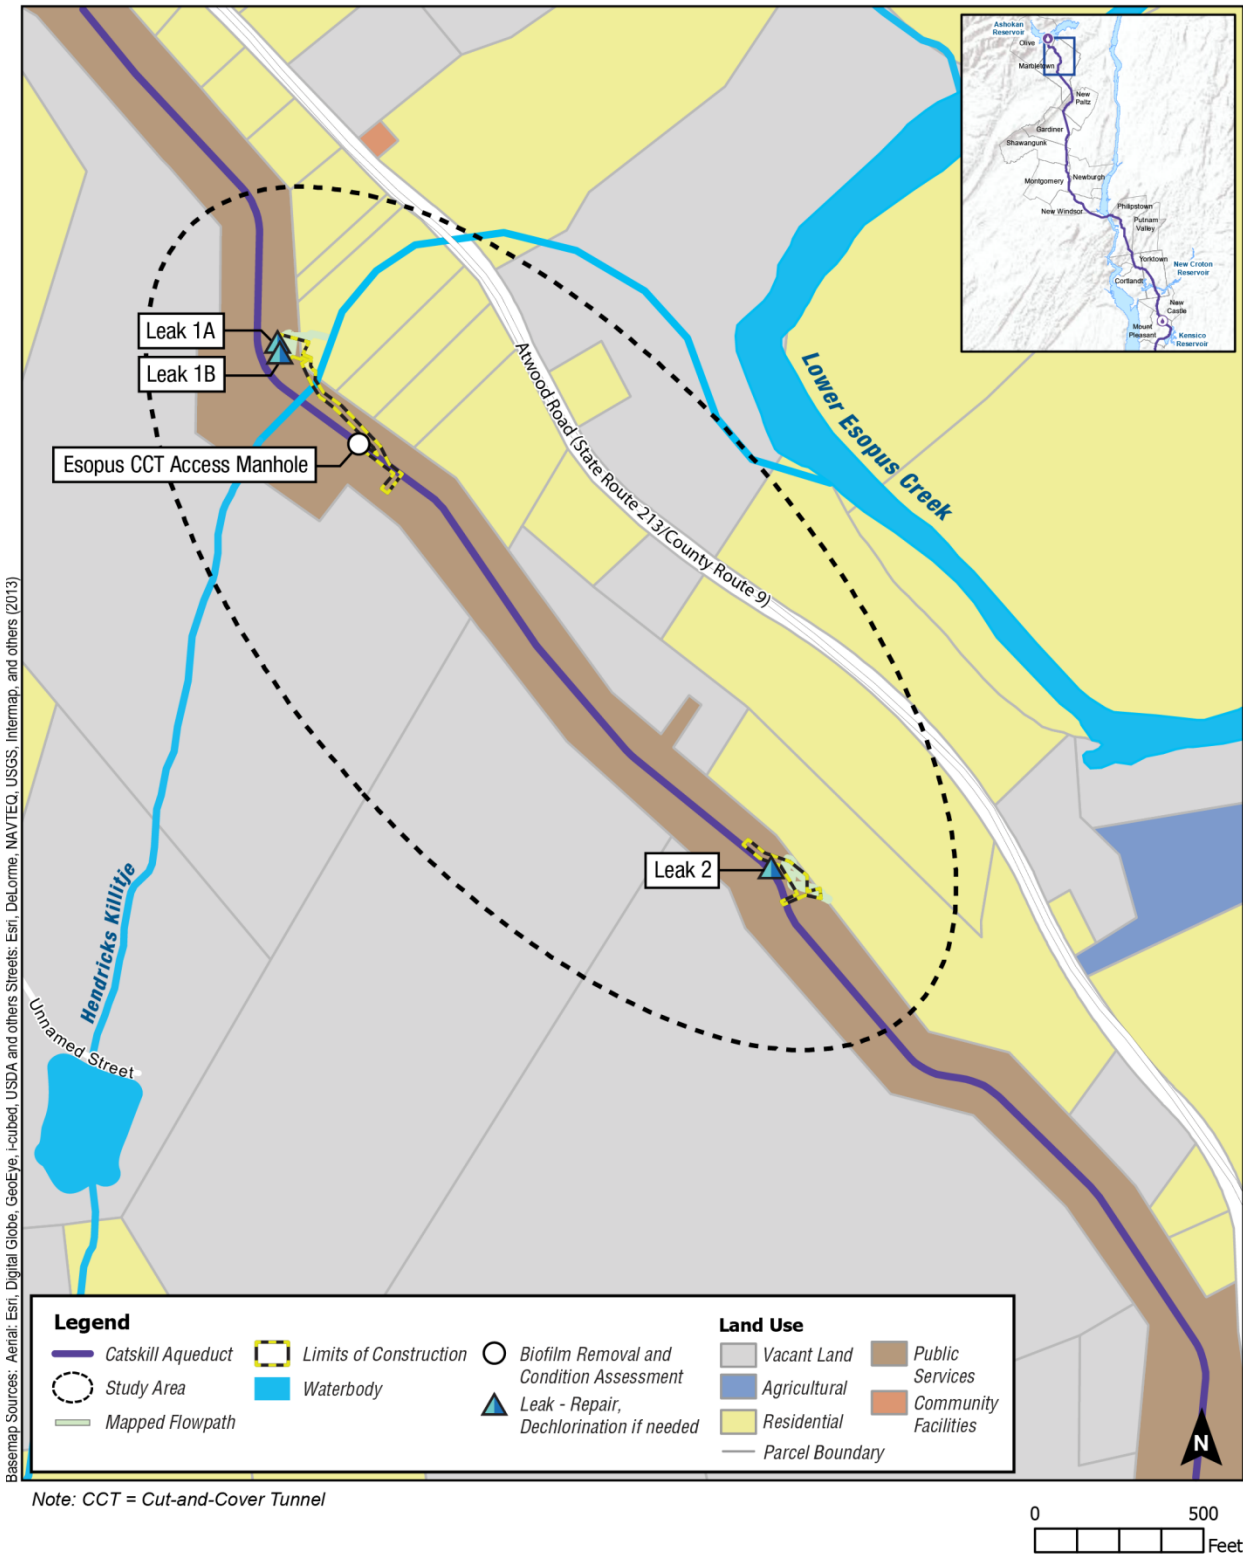 Ashokan
Reservoir
Olive
Marbletown
New
Paltz
Gardiner
Shawangunk
Montgomery
Newburgh
New Windsor
Philipstown
Putnam
Valley
Yorktown
New Croton
Reservoir
Cortlandt
New
Castle
Mount
Pleasant
Kensico
Reservoir
Leak 1A
Leak 1B
Esopus CCT Access Manhole
Atwood Road (State Route 213/County Route 9)
Lower Esopus Creek
Leak 2
Hendricks Killitje
Unnamed Street
Basemap Sources: Aerial: Esri, Digital Globe, GeoEye, i-cubed, USDA and others Streets: Esri, DeLorme, NAVTEQ, USGS, Intermap, and others (2013)
Legend
Catskill Aqueduct
Study Area
Mapped Flowpath
Limits of Construction
Waterbody
Biofilm Removal and
Condition Assessment
Leak - Repair,
Dechlorination if needed
Land Use
Vacant Land
Agricultural
Residential
Parcel Boundary
Public
Services
Community
Facilities
N
Note: CCT = Cut-and-Cover Tunnel
0 500
Feet